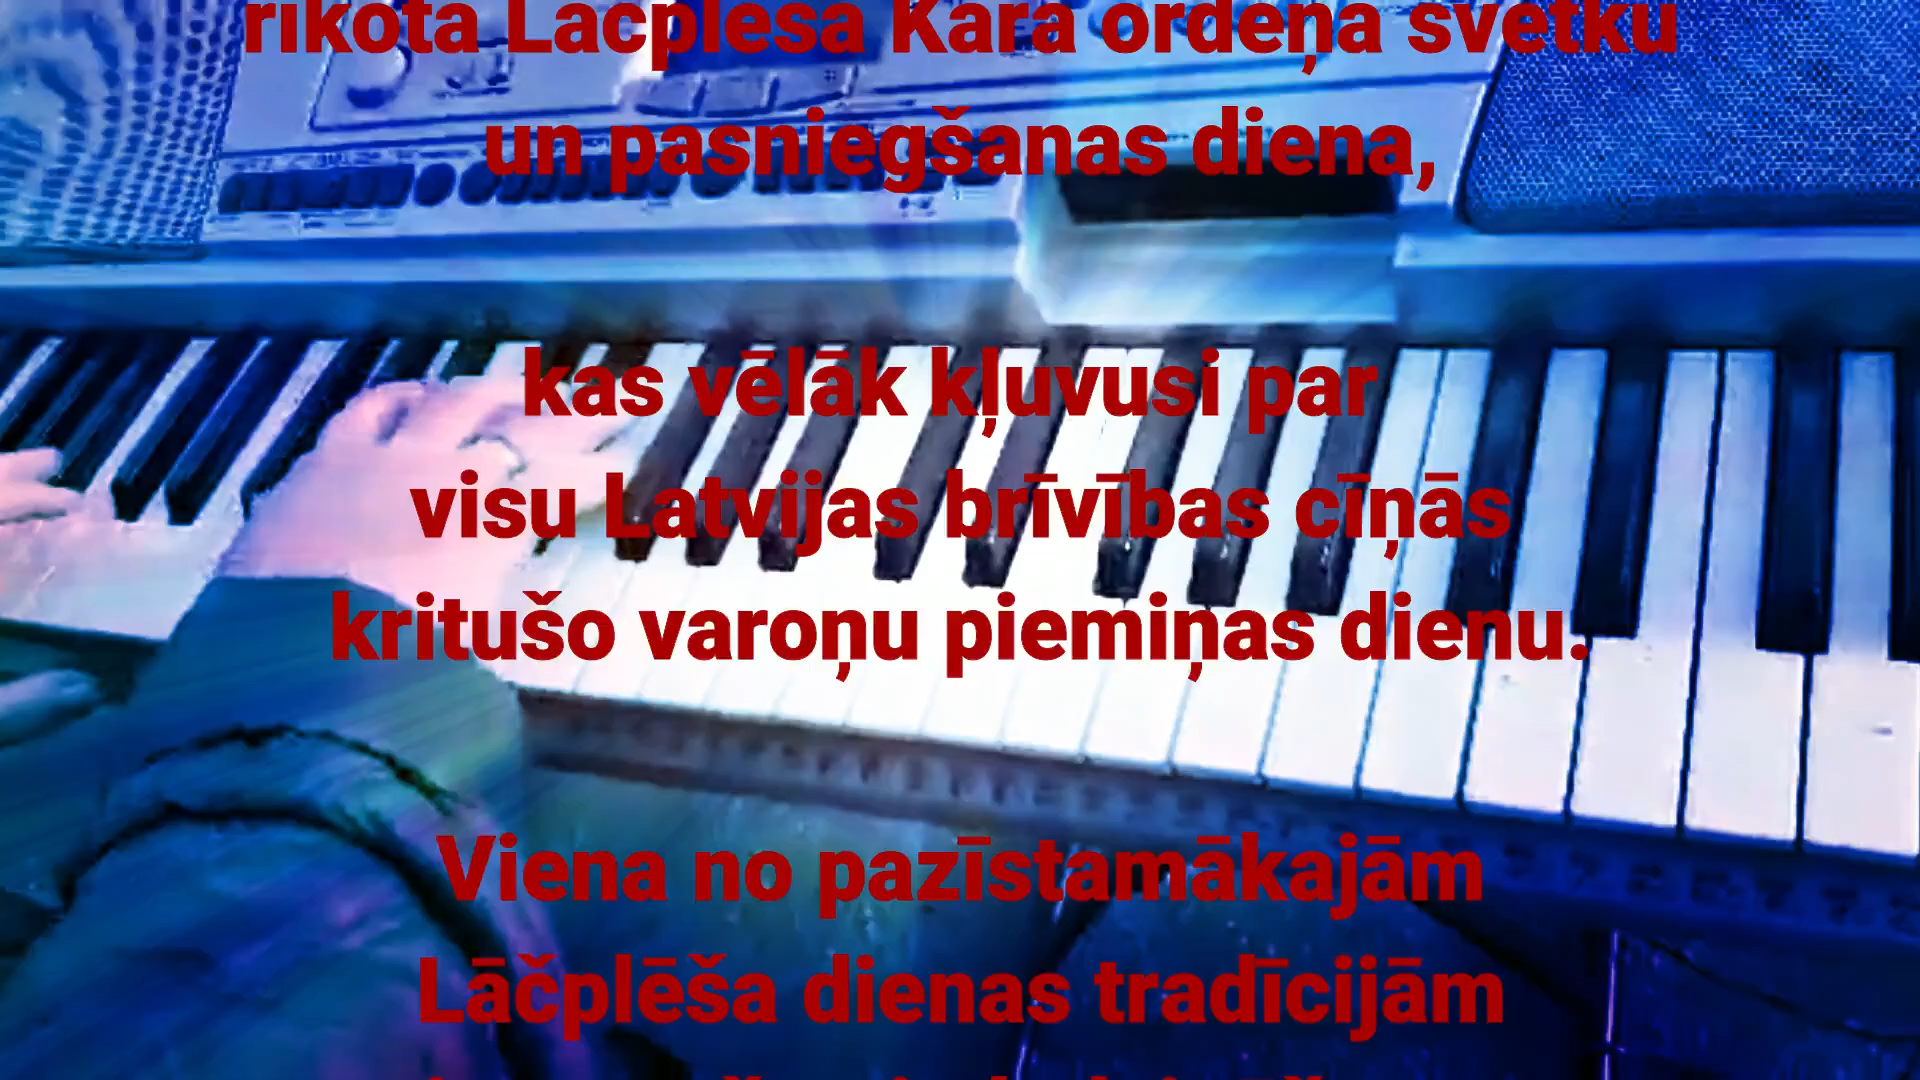 rīkota Lāčplēša Kara ordeņa svētku
un pasniegšanas diena,
kas vēlāk kļuvusi par
visu Latvijas brīvības cīņās
kritušo varoņu piemiņas dienu.
Viena no pazīstamākajām
Lāčplēša dienas tradīcijām